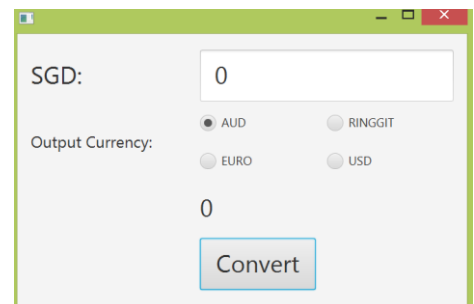 SGD: 0
Output Currency:
AUD RINGGIT
EURO USD
0
Convert